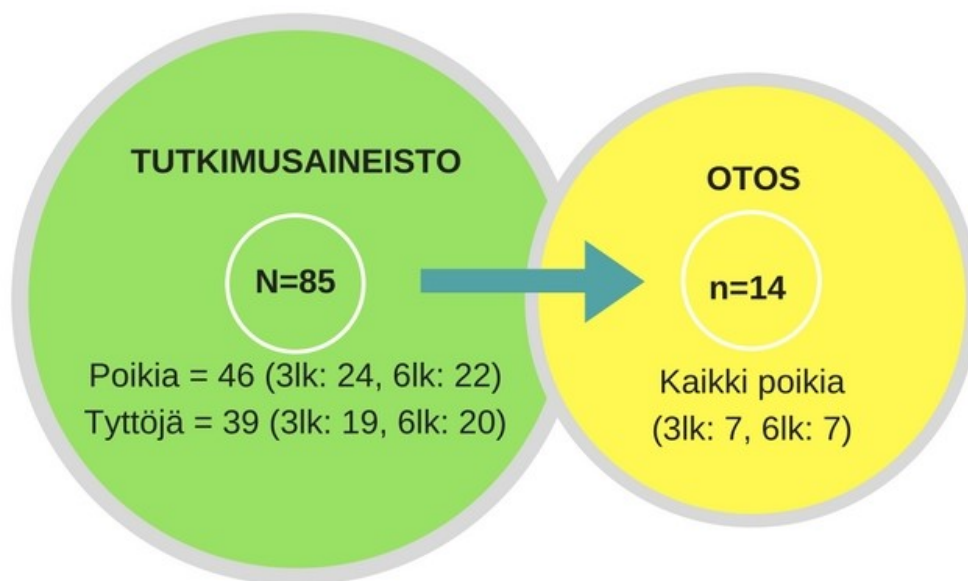 TUTKIMUSAINEISTO
N=85
Poikia = 46 (3lk: 24, 6lk: 22)
Tyttöjä = 39 (3lk: 19, 6lk: 20)
OTOS
n=14
Kaikki poikia
(3lk: 7, 6lk: 7)